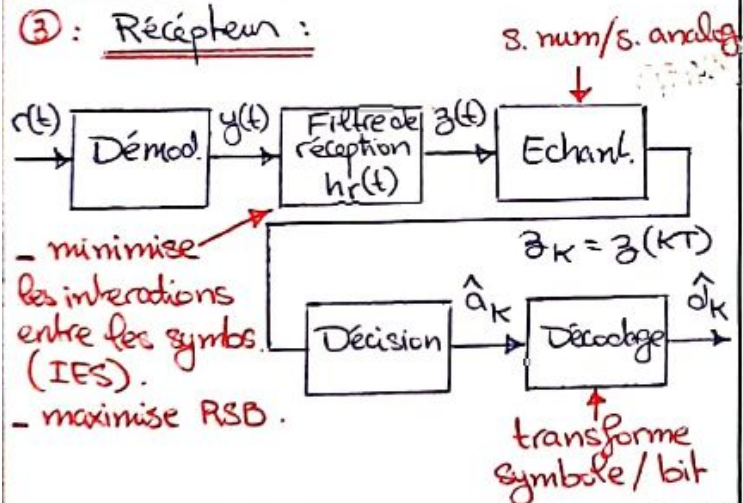 ③ : Récépteur :
s. num/s. analog
r(t)
Démod.
y(t)
Filtre de
réception
hr(t)
z(t)
Echant.
zK = z(KT)
- minimise
les interactions
entre les symbs.
(IES).
- maximise RSB.
Décision
âK
Décodage
d̂K
transforme
symbole / bit